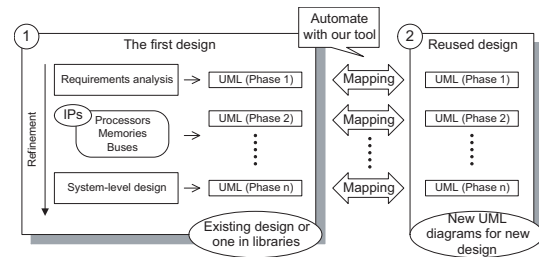 Automate
with our tool
1
The first design
2
Reused design
Requirements analysis
UML (Phase 1)
Mapping
UML (Phase 1)
IPs
Processors
Memories
Buses
UML (Phase 2)
Mapping
UML (Phase 2)
Refinement
System-level design
UML (Phase n)
Mapping
UML (Phase n)
Existing design or
one in libraries
New UML
diagrams for new
design